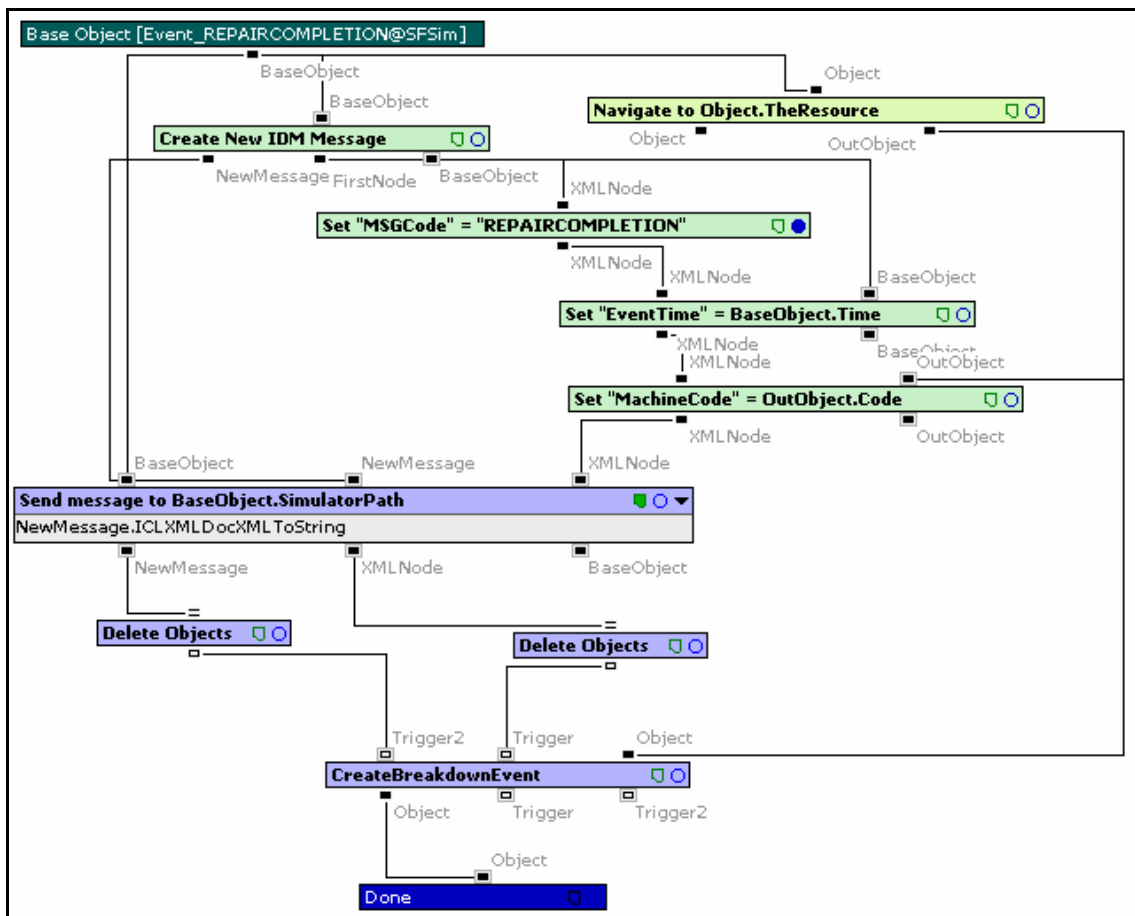 Base Object [Event_REPAIRCOMPLETION@SFSim]
BaseObject
Object
BaseObject
Navigate to Object.TheResource
Create New IDM Message
Object
OutObject
NewMessage
FirstNode
BaseObject
XMLNode
Set "MSGCode" = "REPAIRCOMPLETION"
XMLNode
XMLNode
BaseObject
Set "EventTime" = BaseObject.Time
XMLNode
BaseObject
XMLNode
OutObject
Set "MachineCode" = OutObject.Code
XMLNode
OutObject
BaseObject
NewMessage
XMLNode
Send message to BaseObject.SimulatorPath
NewMessage.ICLXMLDocXMLToString
NewMessage
XMLNode
BaseObject
Delete Objects
Delete Objects
Trigger2
Trigger
Object
CreateBreakdownEvent
Object
Trigger
Trigger2
Object
Done